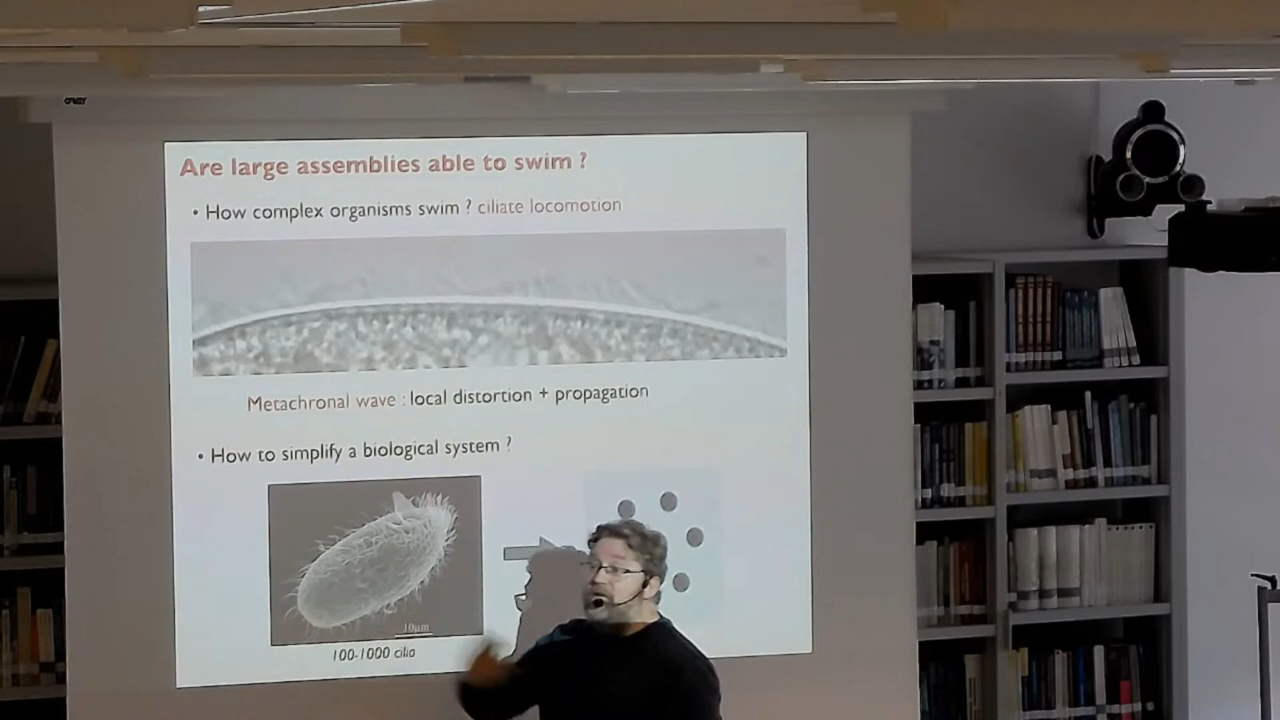 Are large assemblies able to swim ?
• How complex organisms swim ? ciliate locomotion
Metachronal wave : local distortion + propagation
• How to simplify a biological system ?
10µm
100-1000 cilia